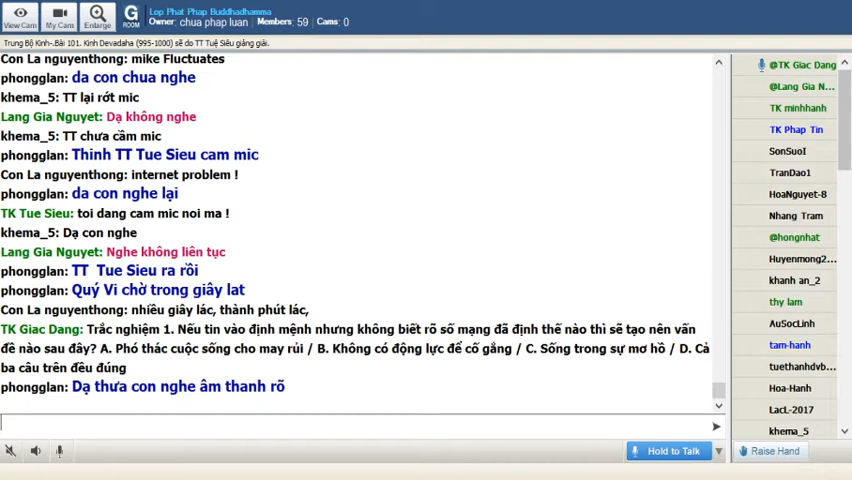 View Cam
My Cam
Enlarge
G
ROOM
Lop Phat Phap Buddhadhamma
Owner: chua phap luan Members: 59 Cams: 0
Trung Bộ Kinh-.Bài 101. Kinh Devadaha (995-1000) sẽ do TT Tuệ Siêu giảng giải.
Con La nguyenthong: mike Fluctuates
phongglan: da con chua nghe
khema_5: TT lại rớt mic
Lang Gia Nguyet: Dạ không nghe
khema_5: TT chưa cầm mic
phongglan: Thinh TT Tue Sieu cam mic
Con La nguyenthong: internet problem !
phongglan: da con nghe lại
TK Tue Sieu: toi dang cam mic noi ma !
khema_5: Dạ con nghe
Lang Gia Nguyet: Nghe không liên tục
phongglan: TT Tue Sieu ra rồi
phongglan: Quý Vi chờ trong giây lat
Con La nguyenthong: nhiều giây lác, thành phút lác,
TK Giac Dang: Trắc nghiệm 1. Nếu tin vào định mệnh nhưng không biết rõ số mạng đã định thế nào thì sẽ tạo nên vấn
đề nào sau đây? A. Phó thác cuộc sống cho may rủi / B. Không có động lực để cố gắng / C. Sống trong sự mơ hồ / D. Cả
ba câu trên đều đúng
phongglan: Dạ thưa con nghe âm thanh rõ
Hold to Talk
@TK Giac Dang
@Lang Gia N...
TK minhhanh
TK Phap Tin
SonSuoI
TranDao1
HoaNguyet-8
Nhang Tram
@hongnhat
Huyenmong2...
khanh an_2
thy lam
AuSocLinh
tam-hanh
tuethanhdvb...
Hoa-Hanh
LacL-2017
khema_5
Raise Hand